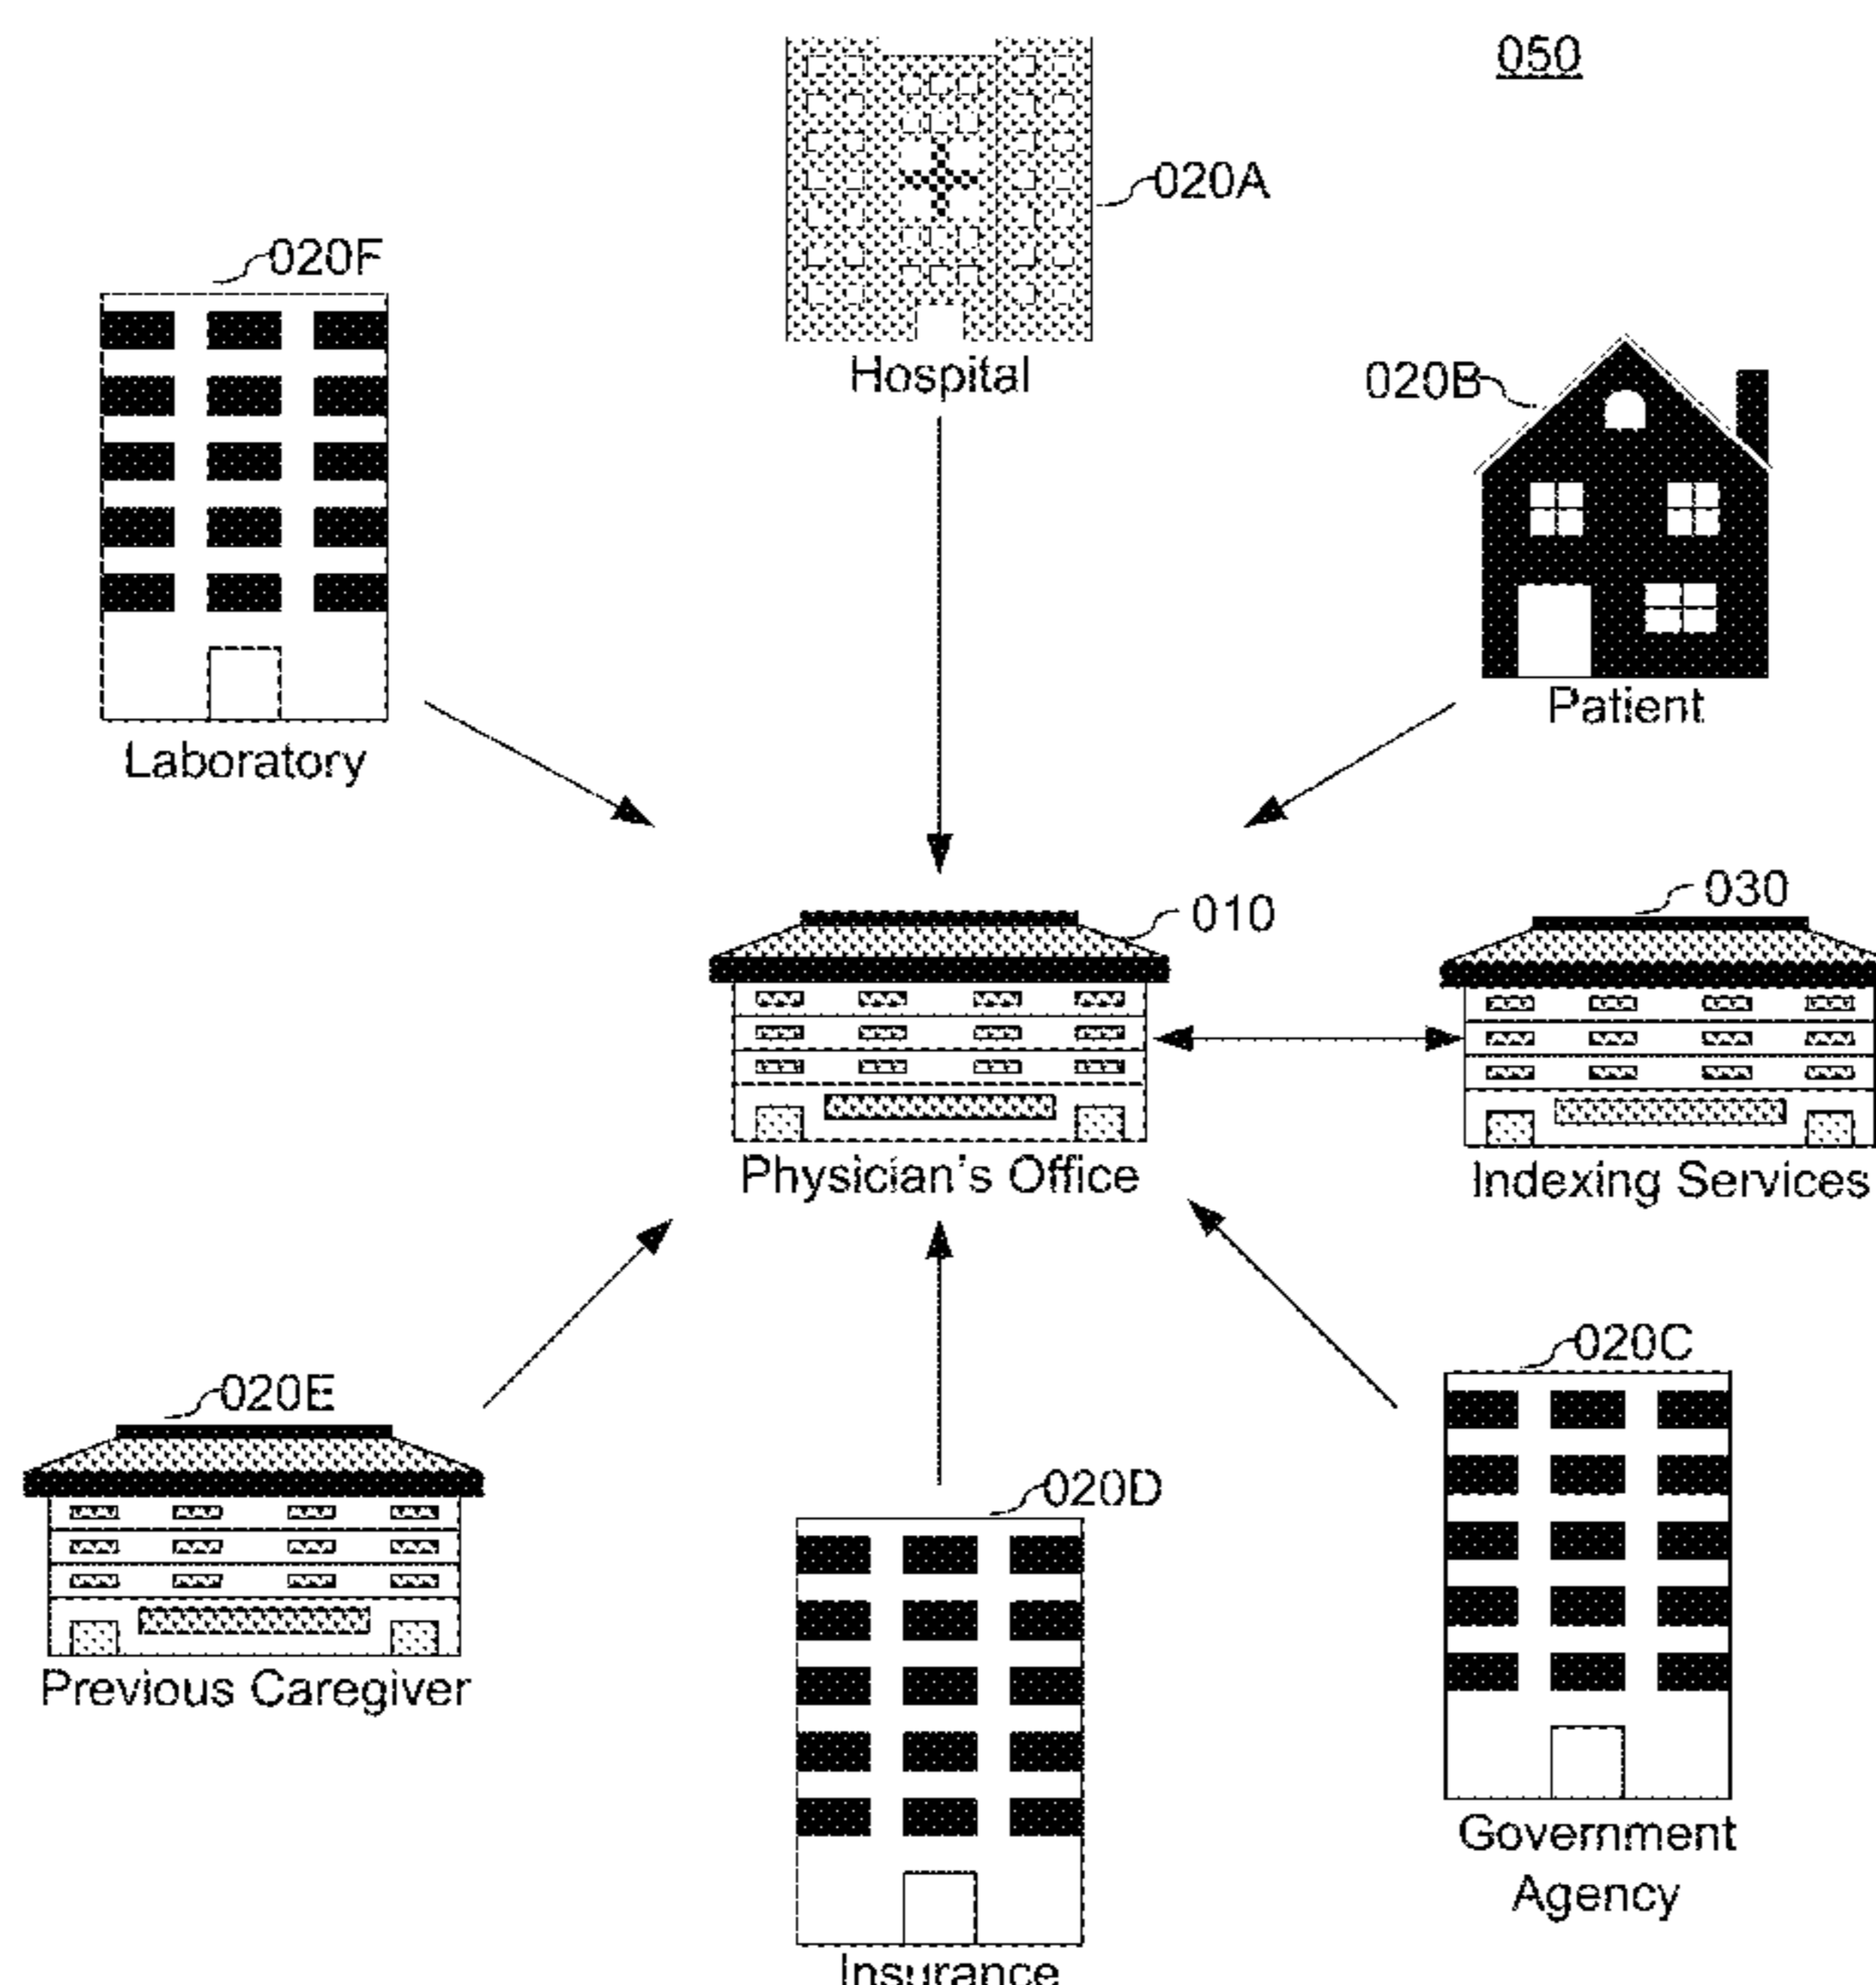 050
020A
020F
Hospital
020B
Patient
Laboratory
010
030
Physician's Office
Indexing Services
020C
020E
020D
Previous Caregiver
Government
Agency
Insurance